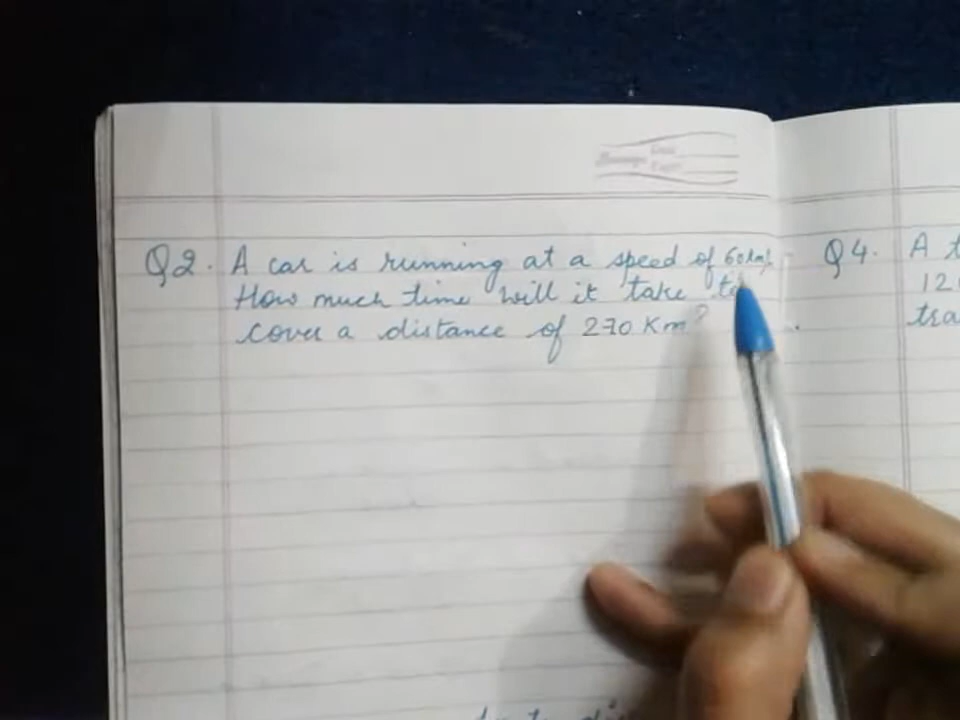 Q2. A car is running at a speed of 60km/
How much time will it take to
cover a distance of 270 Km?
Q4. A t
12
tra